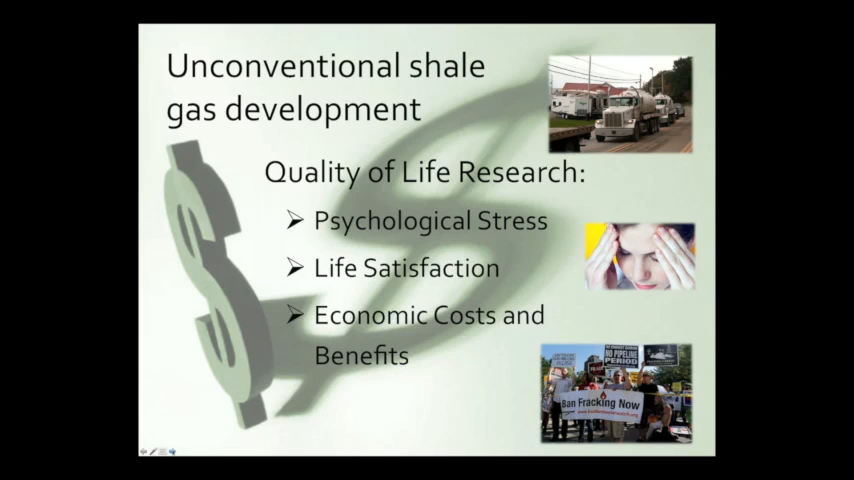 Unconventional shale
gas development
Quality of Life Research:
Psychological Stress
Life Satisfaction
Economic Costs and
Benefits
NO PIPELINE
PERIOD
Ban Fracking Now